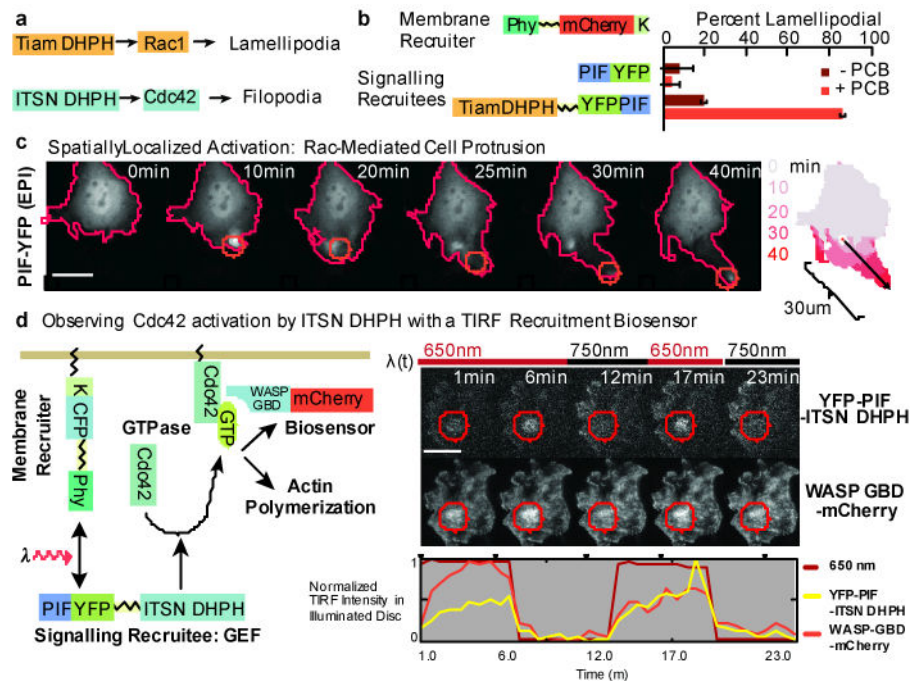 a
Tiam DHPH
Rac1
Lamellipodia
ITSN DHPH
Cdc42
Filopodia
b
Membrane
Recruiter
Phy
mCherry
K
Signalling
Recruitees
PIF YFP
TiamDHPH
YFPPIF
Percent Lamellipodial
0 20 40 60 80 100
- PCB
+ PCB
c SpatiallyLocalized Activation: Rac-Mediated Cell Protrusion
PIF-YFP (EPI)
0min 10min 20min 25min 30min 40min
0 min
10
20
30
40
30um
d Observing Cdc42 activation by ITSN DHPH with a TIRF Recruitment Biosensor
Membrane
Recruiter
K
CFP
Phy
λ
PIF YFP
ITSN DHPH
Signalling Recruitee: GEF
GTPase
Cdc42
Cdc42
GTP
WASP
GBD
mCherry
Biosensor
Actin
Polymerization
λ(t)
650nm 750nm 650nm 750nm
1min 6min 12min 17min 23min
YFP-PIF
-ITSN DHPH
WASP GBD
-mCherry
Normalized
TIRF Intensity in
Illuminated Disc
1
0
1.0 6.0 12.0 17.0 23.0
Time (m)
650 nm
YFP-PIF
-ITSN DHPH
WASP-GBD
-mCherry